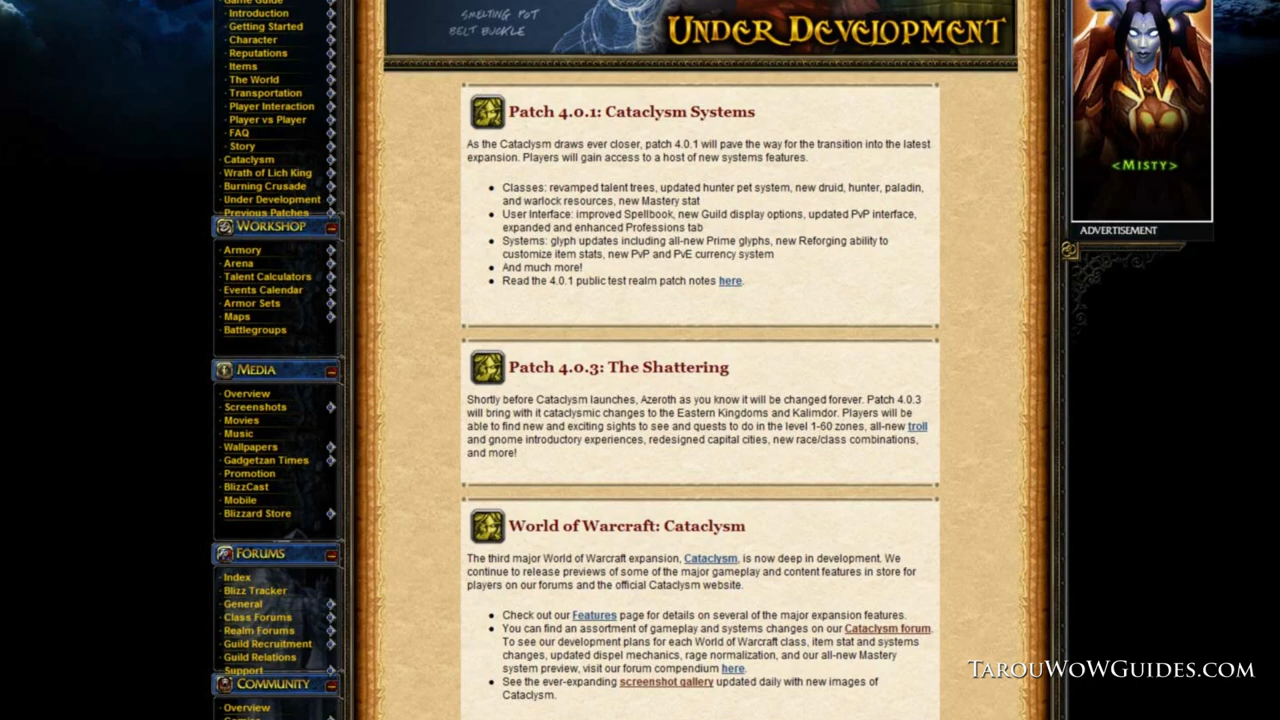 Game Guide
· Introduction
· Getting Started
· Character
· Reputations
· Items
· The World
· Transportation
· Player Interaction
· Player vs Player
· FAQ
· Story
· Cataclysm
· Wrath of Lich King
· Burning Crusade
· Under Development
· Previous Patches
WORKSHOP
· Armory
· Arena
· Talent Calculators
· Events Calendar
· Armor Sets
· Maps
· Battlegroups
MEDIA
· Overview
· Screenshots
· Movies
· Music
· Wallpapers
· Gadgetzan Times
· Promotion
· BlizzCast
· Mobile
· Blizzard Store
FORUMS
· Index
· Blizz Tracker
· General
· Class Forums
· Realm Forums
· Guild Recruitment
· Guild Relations
· Support
COMMUNITY
· Overview
SMELTING POT
BELT BUCKLE
UNDER DEVELOPMENT
Patch 4.0.1: Cataclysm Systems
As the Cataclysm draws ever closer, patch 4.0.1 will pave the way for the transition into the latest
expansion. Players will gain access to a host of new systems features.
• Classes: revamped talent trees, updated hunter pet system, new druid, hunter, paladin,
and warlock resources, new Mastery stat
• User Interface: improved Spellbook, new Guild display options, updated PvP interface,
expanded and enhanced Professions tab
• Systems: glyph updates including all-new Prime glyphs, new Reforging ability to
customize item stats, new PvP and PvE currency system
• And much more!
• Read the 4.0.1 public test realm patch notes here.
Patch 4.0.3: The Shattering
Shortly before Cataclysm launches, Azeroth as you know it will be changed forever. Patch 4.0.3
will bring with it cataclysmic changes to the Eastern Kingdoms and Kalimdor. Players will be
able to find new and exciting sights to see and quests to do in the level 1-60 zones, all-new troll
and gnome introductory experiences, redesigned capital cities, new race/class combinations,
and more!
World of Warcraft: Cataclysm
The third major World of Warcraft expansion, Cataclysm, is now deep in development. We
continue to release previews of some of the major gameplay and content features in store for
players on our forums and the official Cataclysm website.
• Check out our Features page for details on several of the major expansion features.
• You can find an assortment of gameplay and systems changes on our Cataclysm forum.
To see our development plans for each World of Warcraft class, item stat and systems
changes, updated dispel mechanics, rage normalization, and our all-new Mastery
system preview, visit our forum compendium here.
• See the ever-expanding screenshot gallery updated daily with new images of
Cataclysm.
<MISTY>
ADVERTISEMENT
TAROUWOWGUIDES.COM